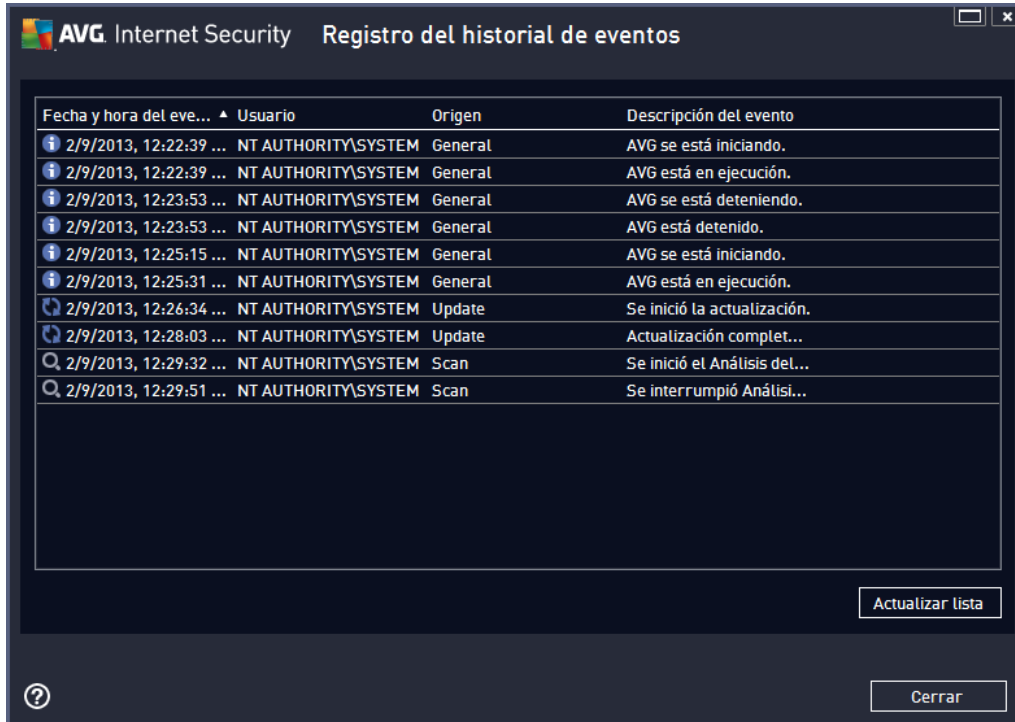 AVG. Internet Security Registro del historial de eventos
Fecha y hora del eve... Usuario Origen Descripción del evento
2/9/2013, 12:22:39 ... NT AUTHORITY\SYSTEM General AVG se está iniciando.
2/9/2013, 12:22:39 ... NT AUTHORITY\SYSTEM General AVG está en ejecución.
2/9/2013, 12:23:53 ... NT AUTHORITY\SYSTEM General AVG se está deteniendo.
2/9/2013, 12:23:53 ... NT AUTHORITY\SYSTEM General AVG está detenido.
2/9/2013, 12:25:15 ... NT AUTHORITY\SYSTEM General AVG se está iniciando.
2/9/2013, 12:25:31 ... NT AUTHORITY\SYSTEM General AVG está en ejecución.
2/9/2013, 12:26:34 ... NT AUTHORITY\SYSTEM Update Se inició la actualización.
2/9/2013, 12:28:03 ... NT AUTHORITY\SYSTEM Update Actualización complet...
2/9/2013, 12:29:32 ... NT AUTHORITY\SYSTEM Scan Se inició el Análisis del...
2/9/2013, 12:29:51 ... NT AUTHORITY\SYSTEM Scan Se interrumpió Análisi...
Actualizar lista
Cerrar